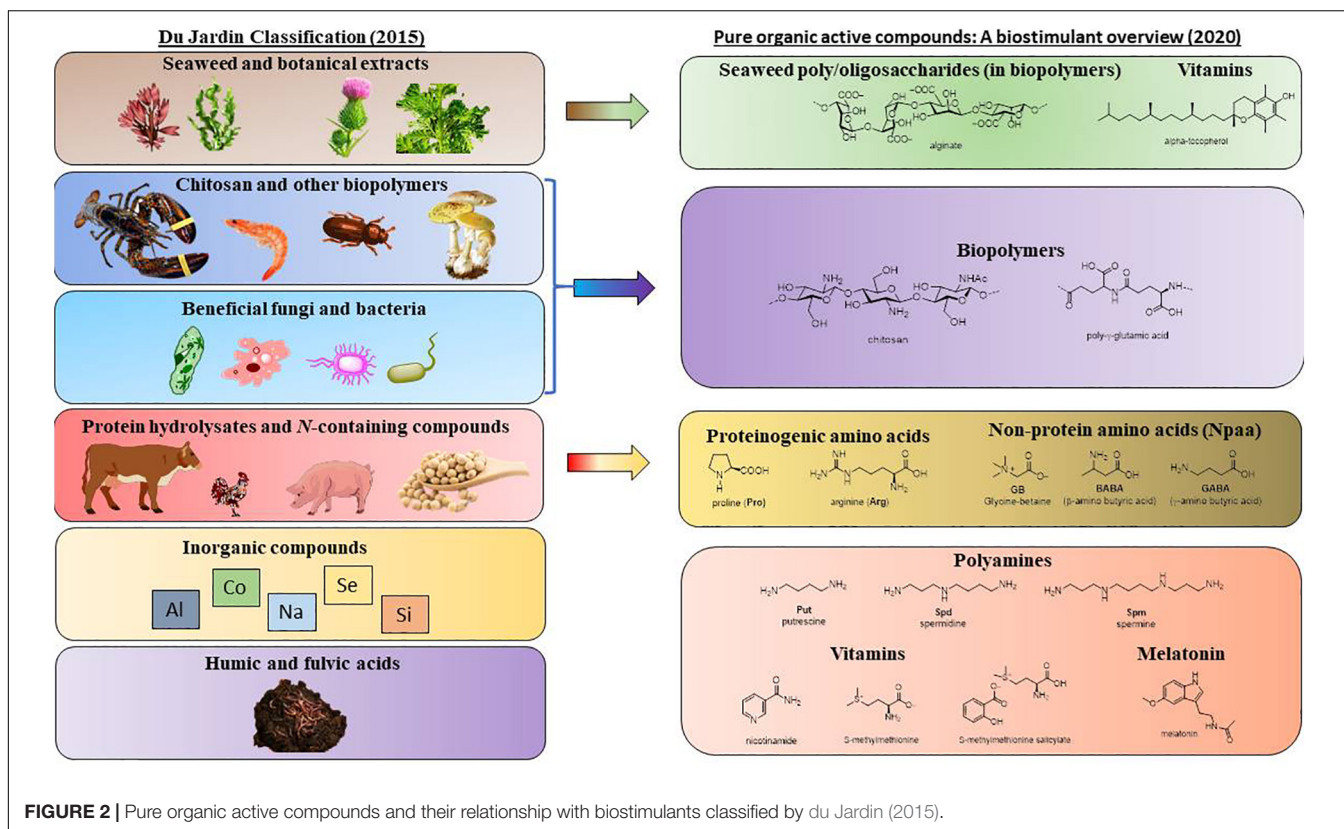 Du Jardin Classification (2015)
Seaweed and botanical extracts
Chitosan and other biopolymers
Beneficial fungi and bacteria
Protein hydrolysates and N-containing compounds
Inorganic compounds
Al
Co
Na
Se
Si
Humic and fulvic acids
Pure organic active compounds: A biostimulant overview (2020)
Seaweed poly/oligosaccharides (in biopolymers)
Vitamins
alginate
alpha-tocopherol
Biopolymers
chitosan
poly-γ-glutamic acid
Proteinogenic amino acids
Non-protein amino acids (Npaa)
proline (Pro)
arginine (Arg)
GB
Glycine-betaine
BABA
(β-amino butyric acid)
GABA
(γ-amino butyric acid)
Polyamines
Put
putrescine
Spd
spermidine
Spm
spermine
Vitamins
Melatonin
nicotinamide
S-methylmethionine
S-methylmethionine salicylate
melatonin
FIGURE 2 | Pure organic active compounds and their relationship with biostimulants classified by du Jardin (2015).